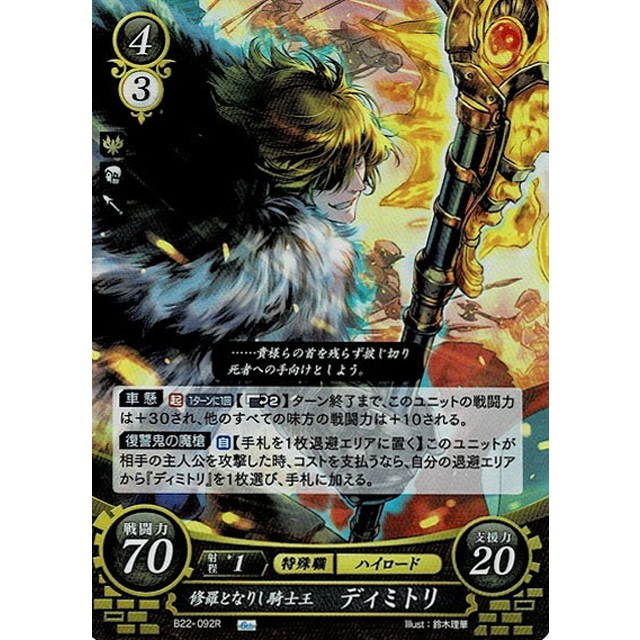 4
3
……貴様らの首を残らず捩じ切り
死者への手向けとしよう。
車懸 起 1ターンに1回 【 2】ターン終了まで、このユニットの戦闘力
は＋30され、他のすべての味方の戦闘力は＋10される。
復讐鬼の魔槍 自 【手札を1枚退避エリアに置く】このユニットが
相手の主人公を攻撃した時、コストを支払うなら、自分の退避エリア
から『ディミトリ』を1枚選び、手札に加える。
戦闘力 70 射程 1 特殊職 ハイロード 支援力 20
修羅となりし騎士王 ディミトリ
B22-092R Illust：鈴木理華